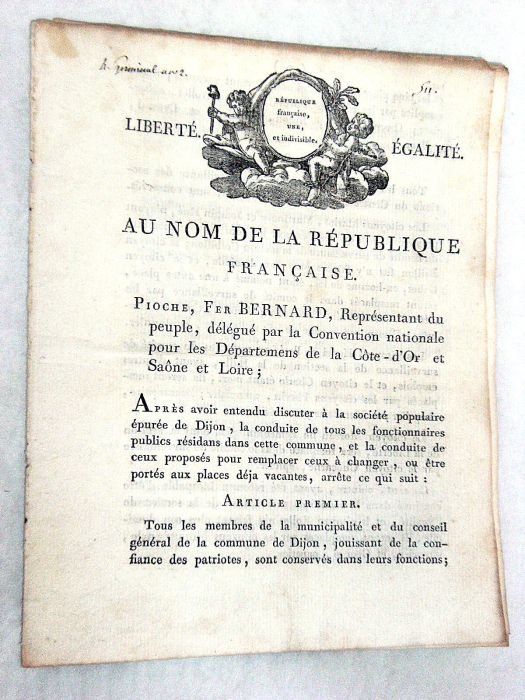 4. Germinal an 2.
RÉPUBLIQUE
française,
UNE,
et indivisible.
LIBERTÉ. ÉGALITÉ.
AU NOM DE LA RÉPUBLIQUE
FRANÇAISE.
PIOCHE, FER BERNARD, Représentant du
peuple, délégué par la Convention nationale
pour les Départemens de la Côte-d'Or et
Saône et Loire;
APRÈS avoir entendu discuter à la société populaire
épurée de Dijon, la conduite de tous les fonctionnaires
publics résidans dans cette commune, et la conduite de
ceux proposés pour remplacer ceux à changer, ou être
portés aux places déja vacantes, arrête ce qui suit:
ARTICLE PREMIER.
Tous les membres de la municipalité et du conseil
général de la commune de Dijon, jouissant de la con-
fiance des patriotes, sont conservés dans leurs fonctions;